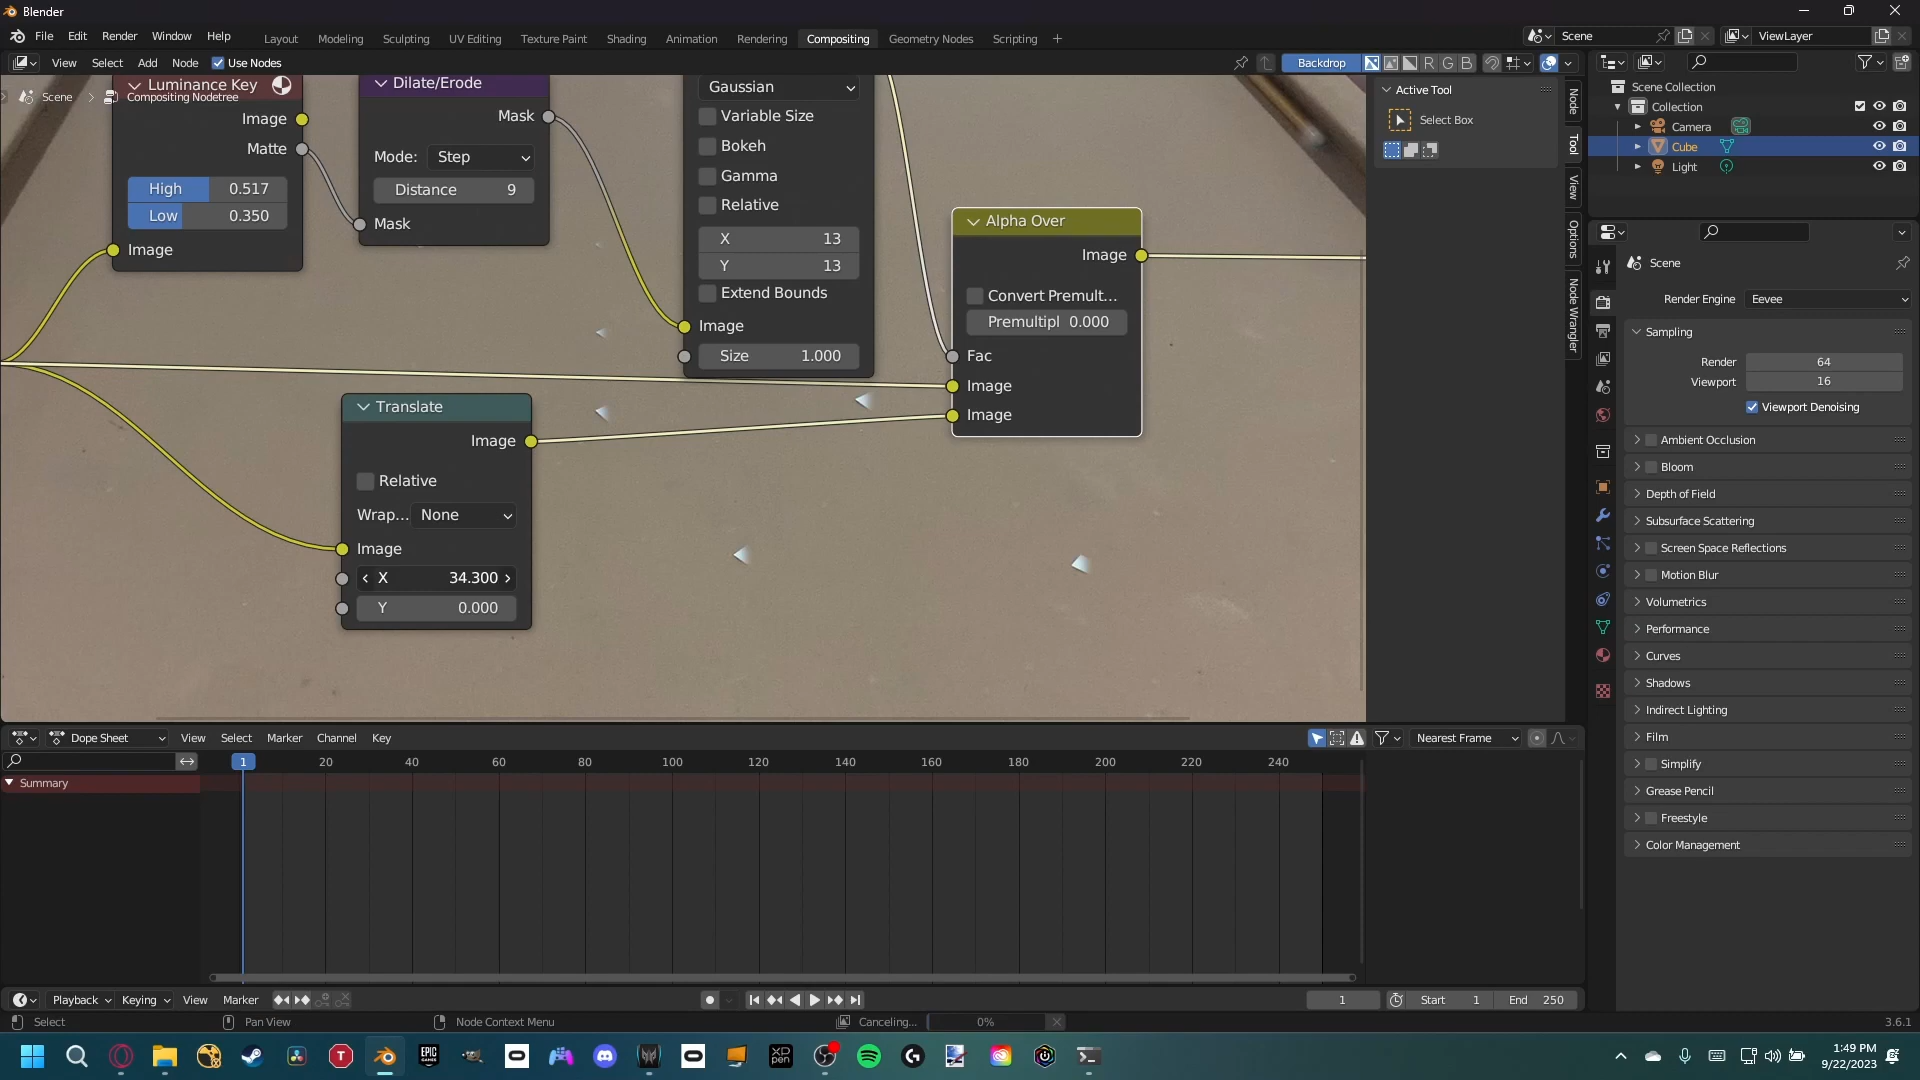 Blender
File Edit Render Window Help
Layout Modeling Sculpting UV Editing Texture Paint Shading Animation Rendering Compositing Geometry Nodes Scripting +
Scene
ViewLayer
View Select Add Node Use Nodes
Backdrop
R G B
Scene > Compositing Nodetree
Luminance Key
Image
Matte
High 0.517
Low 0.350
Image
Dilate/Erode
Mask
Mode: Step
Distance 9
Mask
Gaussian
Variable Size
Bokeh
Gamma
Relative
X 13
Y 13
Extend Bounds
Image
Size 1.000
Alpha Over
Image
Convert Premult...
Premultipl 0.000
Fac
Image
Image
Translate
Image
Relative
Wrap... None
Image
X 34.300
Y 0.000
Active Tool
Select Box
Node
Tool
View
Options
Node Wrangler
Scene Collection
Collection
Camera
Cube
Light
Scene
Render Engine Eevee
Sampling
Render 64
Viewport 16
Viewport Denoising
Ambient Occlusion
Bloom
Depth of Field
Subsurface Scattering
Screen Space Reflections
Motion Blur
Volumetrics
Performance
Curves
Shadows
Indirect Lighting
Film
Simplify
Grease Pencil
Freestyle
Color Management
Dope Sheet View Select Marker Channel Key
Nearest Frame
1 20 40 60 80 100 120 140 160 180 200 220 240
Summary
Playback Keying View Marker
1 Start 1 End 250
Select Pan View Node Context Menu Canceling... 0% 3.6.1
T
EPIC GAMES
XP PEN
G
1:49 PM
9/22/2023